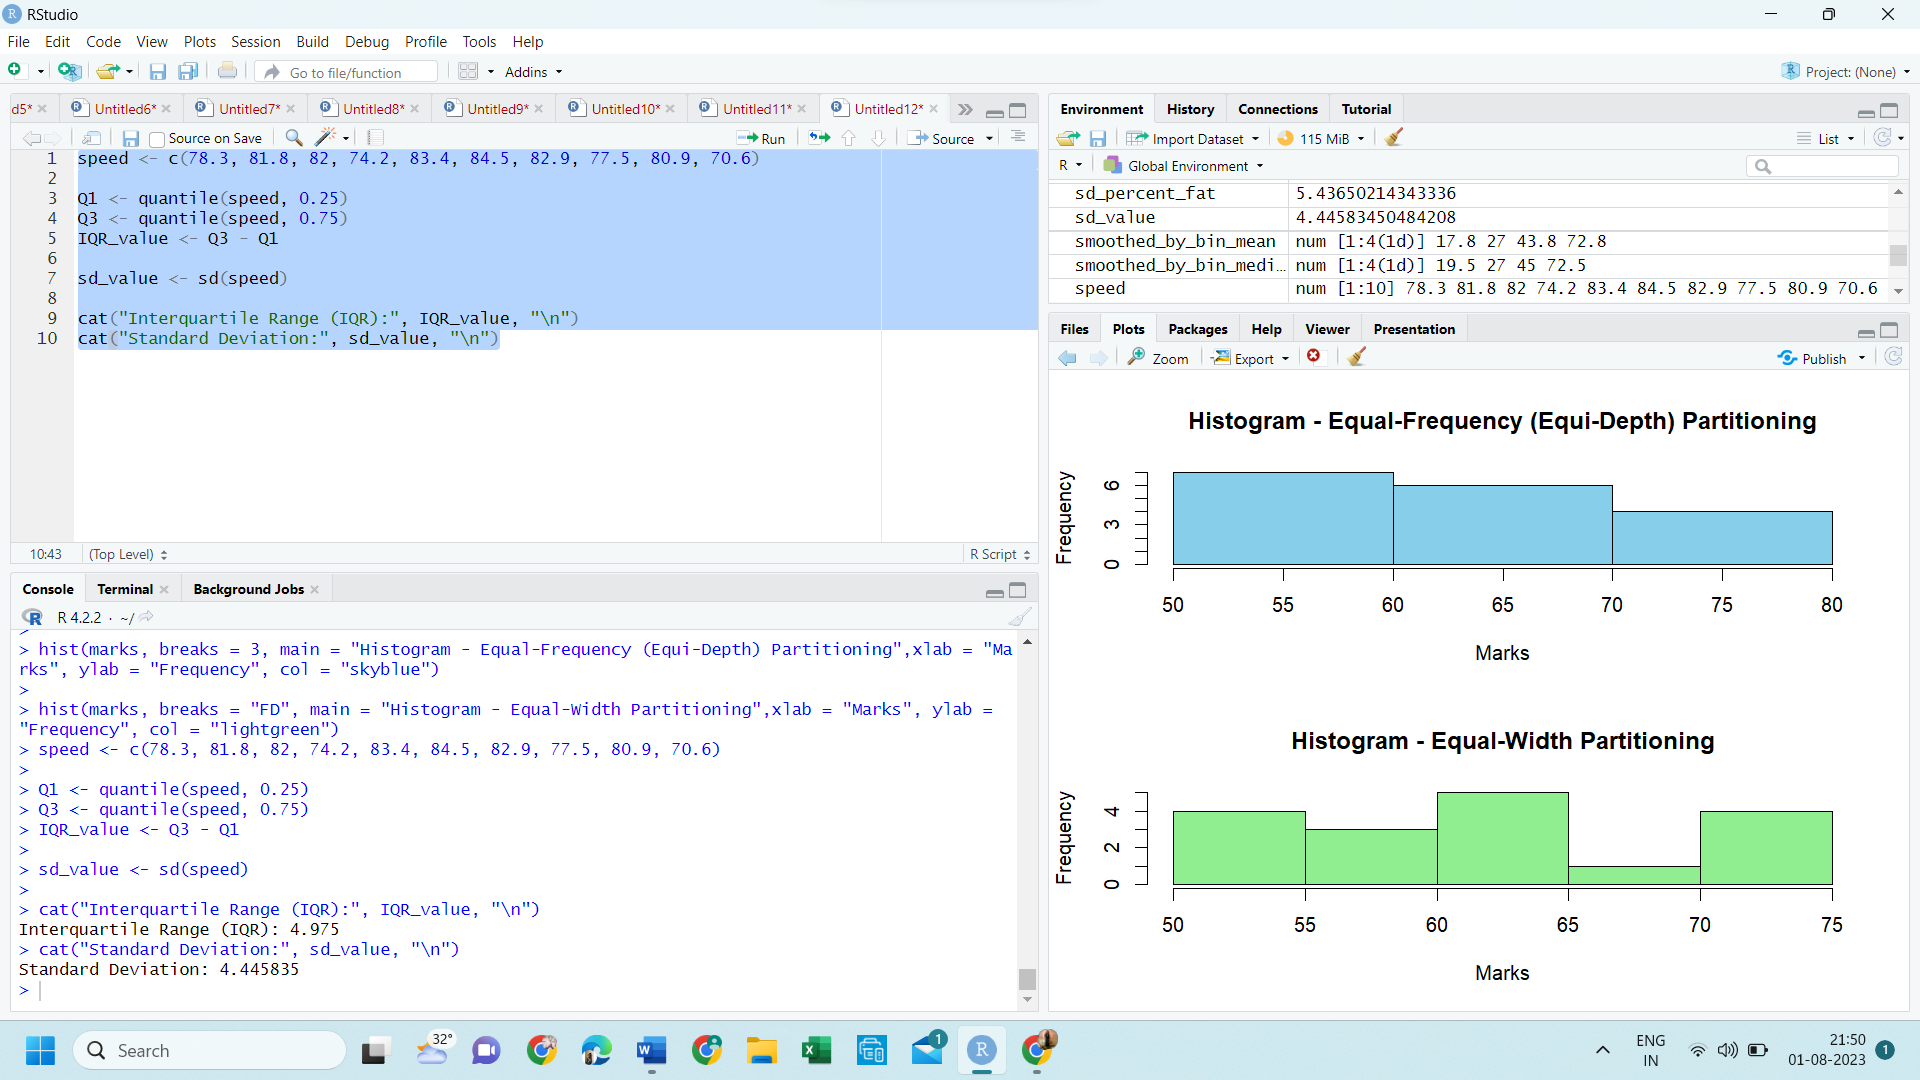 RStudio
File Edit Code View Plots Session Build Debug Profile Tools Help
Go to file/function Addins Project: (None)
d5* Untitled6* Untitled7* Untitled8* Untitled9* Untitled10* Untitled11* Untitled12*
Source on Save Run Source
1 speed <- c(78.3, 81.8, 82, 74.2, 83.4, 84.5, 82.9, 77.5, 80.9, 70.6)
2
3 Q1 <- quantile(speed, 0.25)
4 Q3 <- quantile(speed, 0.75)
5 IQR_value <- Q3 - Q1
6
7 sd_value <- sd(speed)
8
9 cat("Interquartile Range (IQR):", IQR_value, "\n")
10 cat("Standard Deviation:", sd_value, "\n")
10:43 (Top Level) R Script
Console Terminal Background Jobs
R 4.2.2 · ~/
>
> hist(marks, breaks = 3, main = "Histogram - Equal-Frequency (Equi-Depth) Partitioning",xlab = "Ma
rks", ylab = "Frequency", col = "skyblue")
>
> hist(marks, breaks = "FD", main = "Histogram - Equal-Width Partitioning",xlab = "Marks", ylab =
"Frequency", col = "lightgreen")
> speed <- c(78.3, 81.8, 82, 74.2, 83.4, 84.5, 82.9, 77.5, 80.9, 70.6)
>
> Q1 <- quantile(speed, 0.25)
> Q3 <- quantile(speed, 0.75)
> IQR_value <- Q3 - Q1
>
> sd_value <- sd(speed)
>
> cat("Interquartile Range (IQR):", IQR_value, "\n")
Interquartile Range (IQR): 4.975
> cat("Standard Deviation:", sd_value, "\n")
Standard Deviation: 4.445835
>
Environment History Connections Tutorial
Import Dataset 115 MiB List
R Global Environment
sd_percent_fat 5.43650214343336
sd_value 4.44583450484208
smoothed_by_bin_mean num [1:4(1d)] 17.8 27 43.8 72.8
smoothed_by_bin_medi... num [1:4(1d)] 19.5 27 45 72.5
speed num [1:10] 78.3 81.8 82 74.2 83.4 84.5 82.9 77.5 80.9 70.6
Files Plots Packages Help Viewer Presentation
Zoom Export Publish
Histogram - Equal-Frequency (Equi-Depth) Partitioning
Frequency
6
3
0
50 55 60 65 70 75 80
Marks
Histogram - Equal-Width Partitioning
Frequency
4
2
0
50 55 60 65 70 75
Marks
Search 32° 1
ENG
IN
21:50
01-08-2023
1